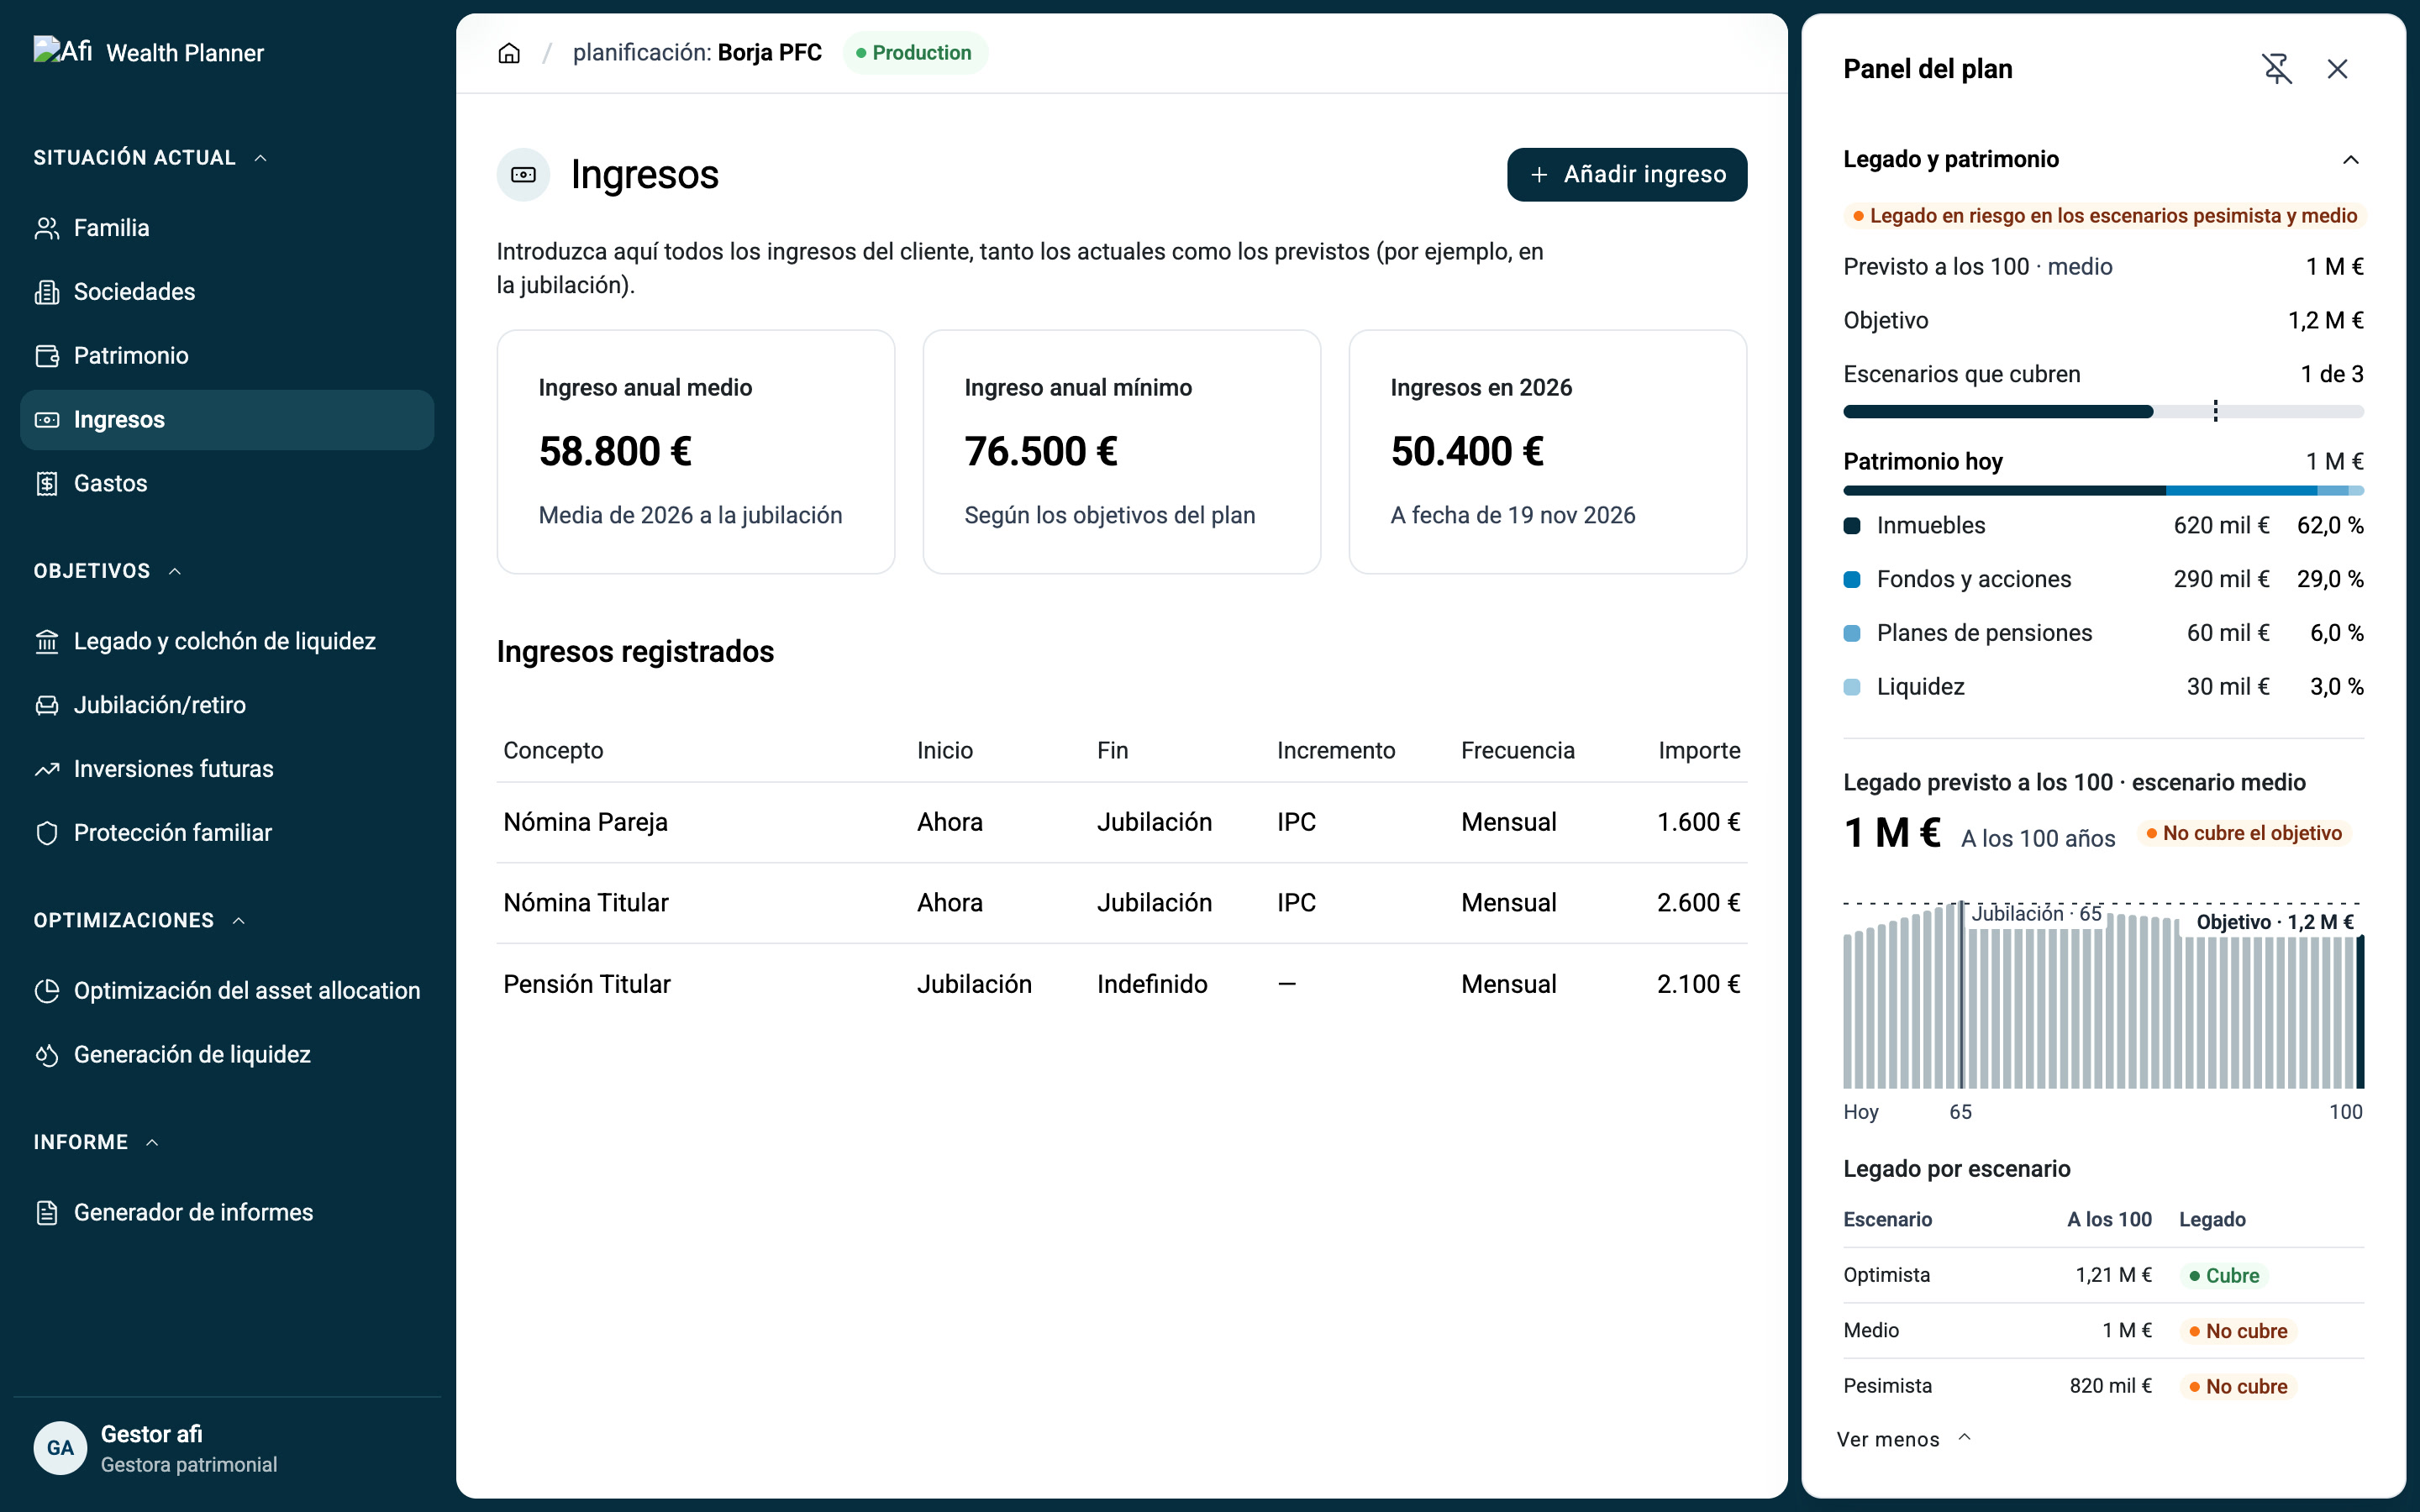 Afi Wealth Planner
SITUACIÓN ACTUAL
Familia
Sociedades
Patrimonio
Ingresos
Gastos
OBJETIVOS
Legado y colchón de liquidez
Jubilación/retiro
Inversiones futuras
Protección familiar
OPTIMIZACIONES
Optimización del asset allocation
Generación de liquidez
INFORME
Generador de informes
GA
Gestor afi
Gestora patrimonial
/ planificación: Borja PFC Production
Ingresos
+ Añadir ingreso
Introduzca aquí todos los ingresos del cliente, tanto los actuales como los previstos (por ejemplo, en
la jubilación).
Ingreso anual medio
58.800 €
Media de 2026 a la jubilación
Ingreso anual mínimo
76.500 €
Según los objetivos del plan
Ingresos en 2026
50.400 €
A fecha de 19 nov 2026
Ingresos registrados
Concepto Inicio Fin Incremento Frecuencia Importe
Nómina Pareja Ahora Jubilación IPC Mensual 1.600 €
Nómina Titular Ahora Jubilación IPC Mensual 2.600 €
Pensión Titular Jubilación Indefinido — Mensual 2.100 €
Panel del plan
Legado y patrimonio
Legado en riesgo en los escenarios pesimista y medio
Previsto a los 100 · medio 1 M €
Objetivo 1,2 M €
Escenarios que cubren 1 de 3
Patrimonio hoy 1 M €
Inmuebles 620 mil € 62,0 %
Fondos y acciones 290 mil € 29,0 %
Planes de pensiones 60 mil € 6,0 %
Liquidez 30 mil € 3,0 %
Legado previsto a los 100 · escenario medio
1 M € A los 100 años No cubre el objetivo
Jubilación · 65
Objetivo · 1,2 M €
Hoy 65 100
Legado por escenario
Escenario A los 100 Legado
Optimista 1,21 M € Cubre
Medio 1 M € No cubre
Pesimista 820 mil € No cubre
Ver menos